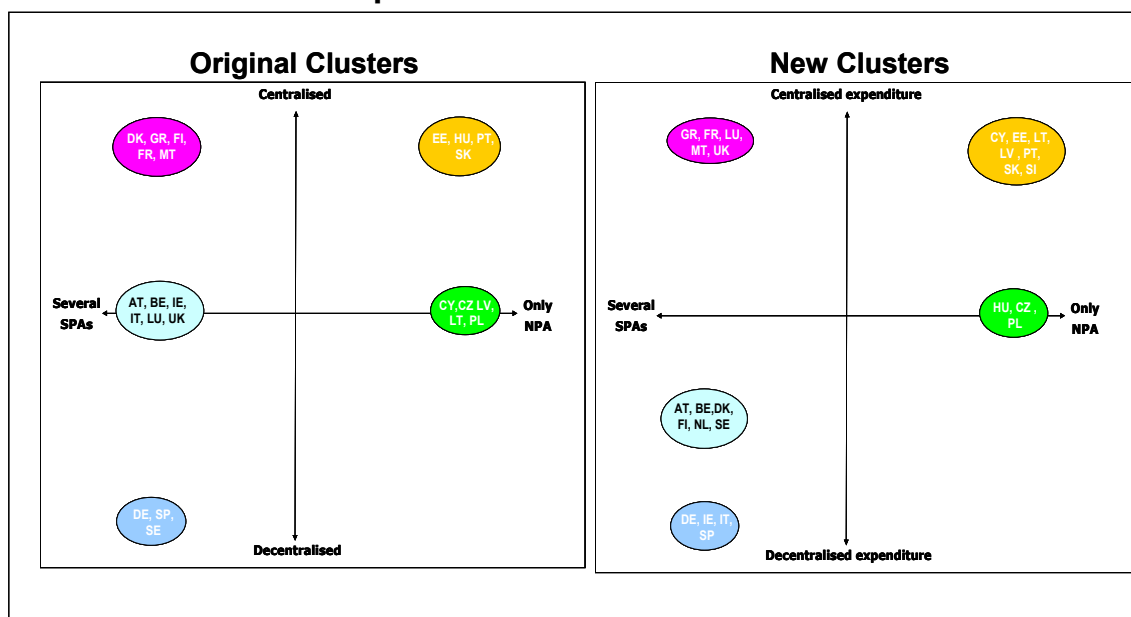 Original Clusters
Centralised
DK, GR, FI,
FR, MT
EE, HU, PT,
SK
Several
SPAs
AT, BE, IE,
IT, LU, UK
CY,CZ LV,
LT, PL
Only
NPA
DE, SP,
SE
Decentralised
New Clusters
Centralised expenditure
GR, FR, LU,
MT, UK
CY, EE, LT,
LV , PT,
SK, SI
Several
SPAs
HU, CZ ,
PL
Only
NPA
AT, BE,DK,
FI, NL, SE
DE, IE, IT,
SP
Decentralised expenditure